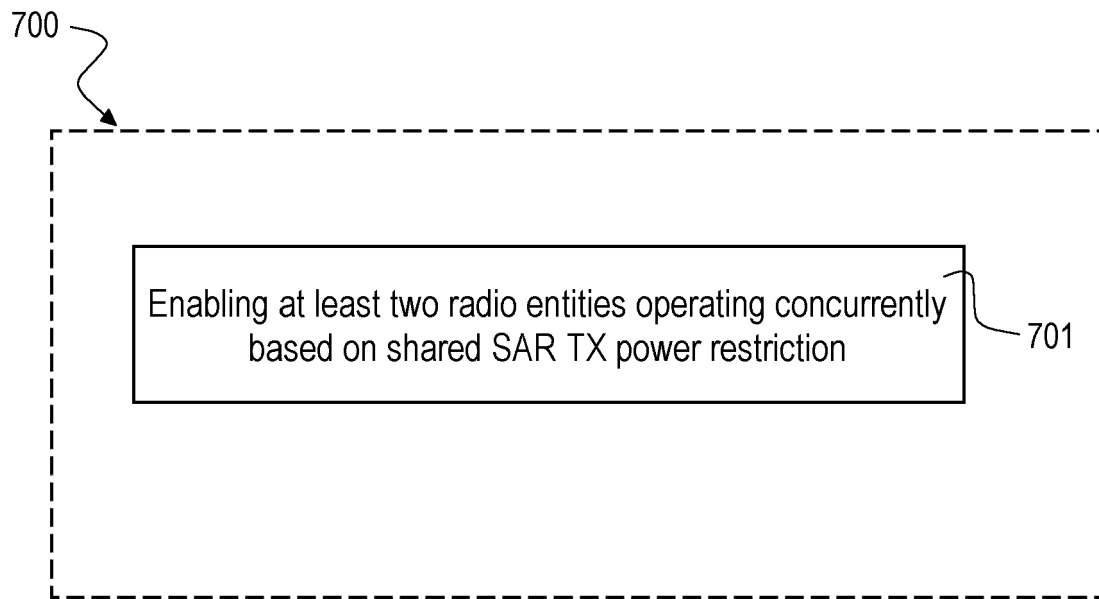 700
Enabling at least two radio entities operating concurrently
based on shared SAR TX power restriction
701